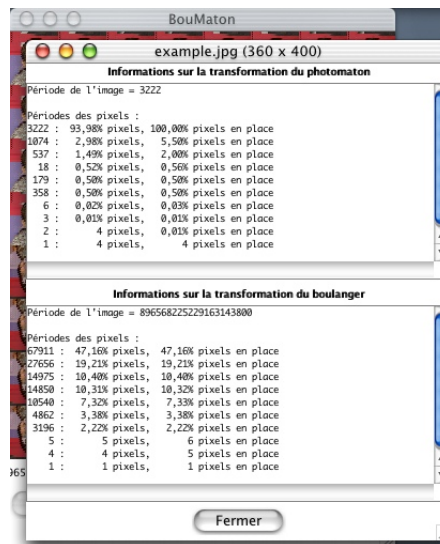 BouMaton
example.jpg (360 x 400)
Informations sur la transformation du photomaton
Période de l'image = 3222
Périodes des pixels :
3222 : 93,98% pixels, 100,00% pixels en place
1074 : 2,98% pixels, 5,50% pixels en place
537 : 1,49% pixels, 2,00% pixels en place
18 : 0,52% pixels, 0,56% pixels en place
179 : 0,50% pixels, 0,50% pixels en place
358 : 0,50% pixels, 0,50% pixels en place
6 : 0,02% pixels, 0,03% pixels en place
3 : 0,01% pixels, 0,01% pixels en place
2 : 4 pixels, 0,01% pixels en place
1 : 4 pixels, 4 pixels en place
Informations sur la transformation du boulanger
Période de l'image = 896568225229163143800
Périodes des pixels :
67911 : 47,16% pixels, 47,16% pixels en place
27656 : 19,21% pixels, 19,21% pixels en place
14975 : 10,40% pixels, 10,40% pixels en place
14850 : 10,31% pixels, 10,32% pixels en place
10540 : 7,32% pixels, 7,33% pixels en place
4862 : 3,38% pixels, 3,38% pixels en place
3196 : 2,22% pixels, 2,22% pixels en place
5 : 5 pixels, 6 pixels en place
4 : 4 pixels, 5 pixels en place
1 : 1 pixels, 1 pixels en place
Fermer